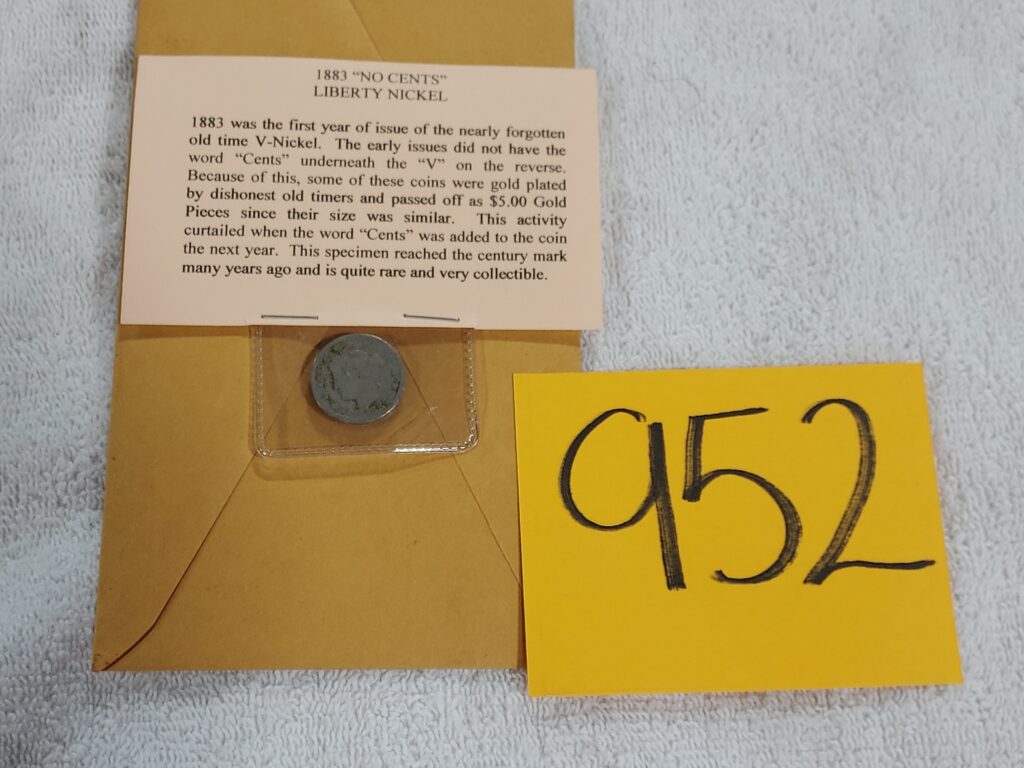 1883 "NO CENTS"
LIBERTY NICKEL
1883 was the first year of issue of the nearly forgotten
old time V-Nickel. The early issues did not have the
word "Cents" underneath the "V" on the reverse.
Because of this, some of these coins were gold plated
by dishonest old timers and passed off as $5.00 Gold
Pieces since their size was similar. This activity
curtailed when the word "Cents" was added to the coin
the next year. This specimen reached the century mark
many years ago and is quite rare and very collectible.
952